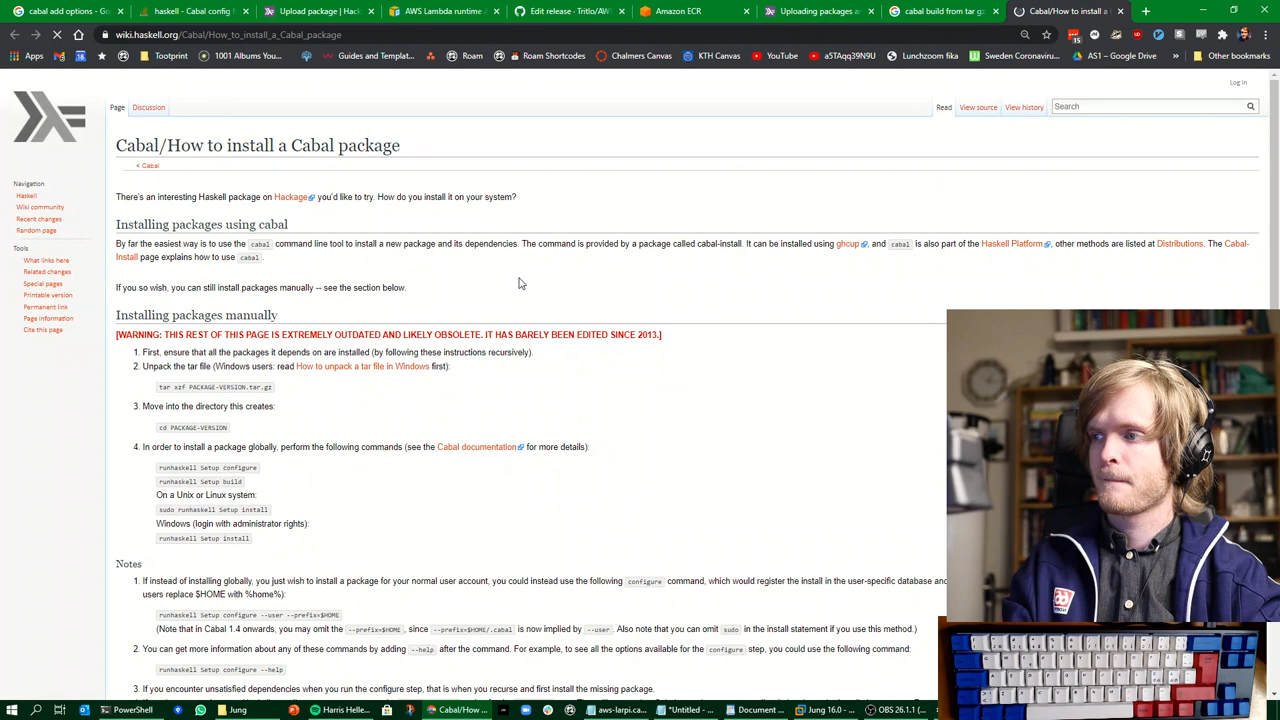 Google c - options
Cabal config
Upload package | Hack
AWS Lambda document
Edit release · Tritlo/AW
Amazon ECR
Uploading packages a
cabal build from tar gz
How to install a
wiki.haskell.org/Cabal/How_to_install_a_Cabal_package
Apps
Tootprint
1001 Albums You...
Guides and Templat...
Roam
Roam Shortcodes
Chalmers Canvas
KTH Canvas
YouTube
a5TAqq39N9U
Lunchzoom fika
Sweden Coronaviru...
AS1 – Google Drive
»
Other bookmarks
Log in
Page
Discussion
Read
View source
View history
Search
Cabal/How to install a Cabal package
< Cabal
Navigation
Haskell
Wiki community
Recent changes
Random page
Tools
What links here
Related changes
Special pages
Printable version
Permanent link
Page information
Cite this page
There's an interesting Haskell package on Hackage you'd like to try. How do you install it on your system?
Installing packages using cabal
By far the easiest way is to use the cabal command line tool to install a new package and its dependencies. The command is provided by a package called cabal-install. It can be installed using ghcup, and cabal is also part of the Haskell Platform, other methods are listed at Distributions. The Cabal-
Install page explains how to use cabal.
If you so wish, you can still install packages manually -- see the section below.
Installing packages manually
[WARNING: THIS REST OF THIS PAGE IS EXTREMELY OUTDATED AND LIKELY OBSOLETE. IT HAS BARELY BEEN EDITED SINCE 2013.]
1. First, ensure that all the packages it depends on are installed (by following these instructions recursively).
2. Unpack the tar file (Windows users: read How to unpack a tar file in Windows first):
tar xzf PACKAGE-VERSION.tar.gz
3. Move into the directory this creates:
cd PACKAGE-VERSION
4. In order to install a package globally, perform the following commands (see the Cabal documentation for more details):
runhaskell Setup configure
runhaskell Setup build
On a Unix or Linux system:
sudo runhaskell Setup install
Windows (login with administrator rights):
runhaskell Setup install
Notes
1. If instead of installing globally, you just wish to install a package for your normal user account, you could instead use the following configure command, which would register the install in the user-specific database and
users replace $HOME with %home%):
runhaskell Setup configure --user --prefix=$HOME
(Note that in Cabal 1.4 onwards, you may omit the --prefix=$HOME, since --prefix=$HOME/.cabal is now implied by --user. Also note that you can omit sudo in the install statement if you use this method.)
2. You can get more information about any of these commands by adding --help after the command. For example, to see all the options available for the configure step, you could use the following command:
runhaskell Setup configure --help
3. If you encounter unsatisfied dependencies when you run the configure step, that is when you recurse and first install the missing package.
PowerShell
Jung
Harris Helle...
Cabal/How ...
aws-larpi.ca...
*Untitled - ...
Document ...
Jung 16.0 - ...
OBS 26.1.1 (...